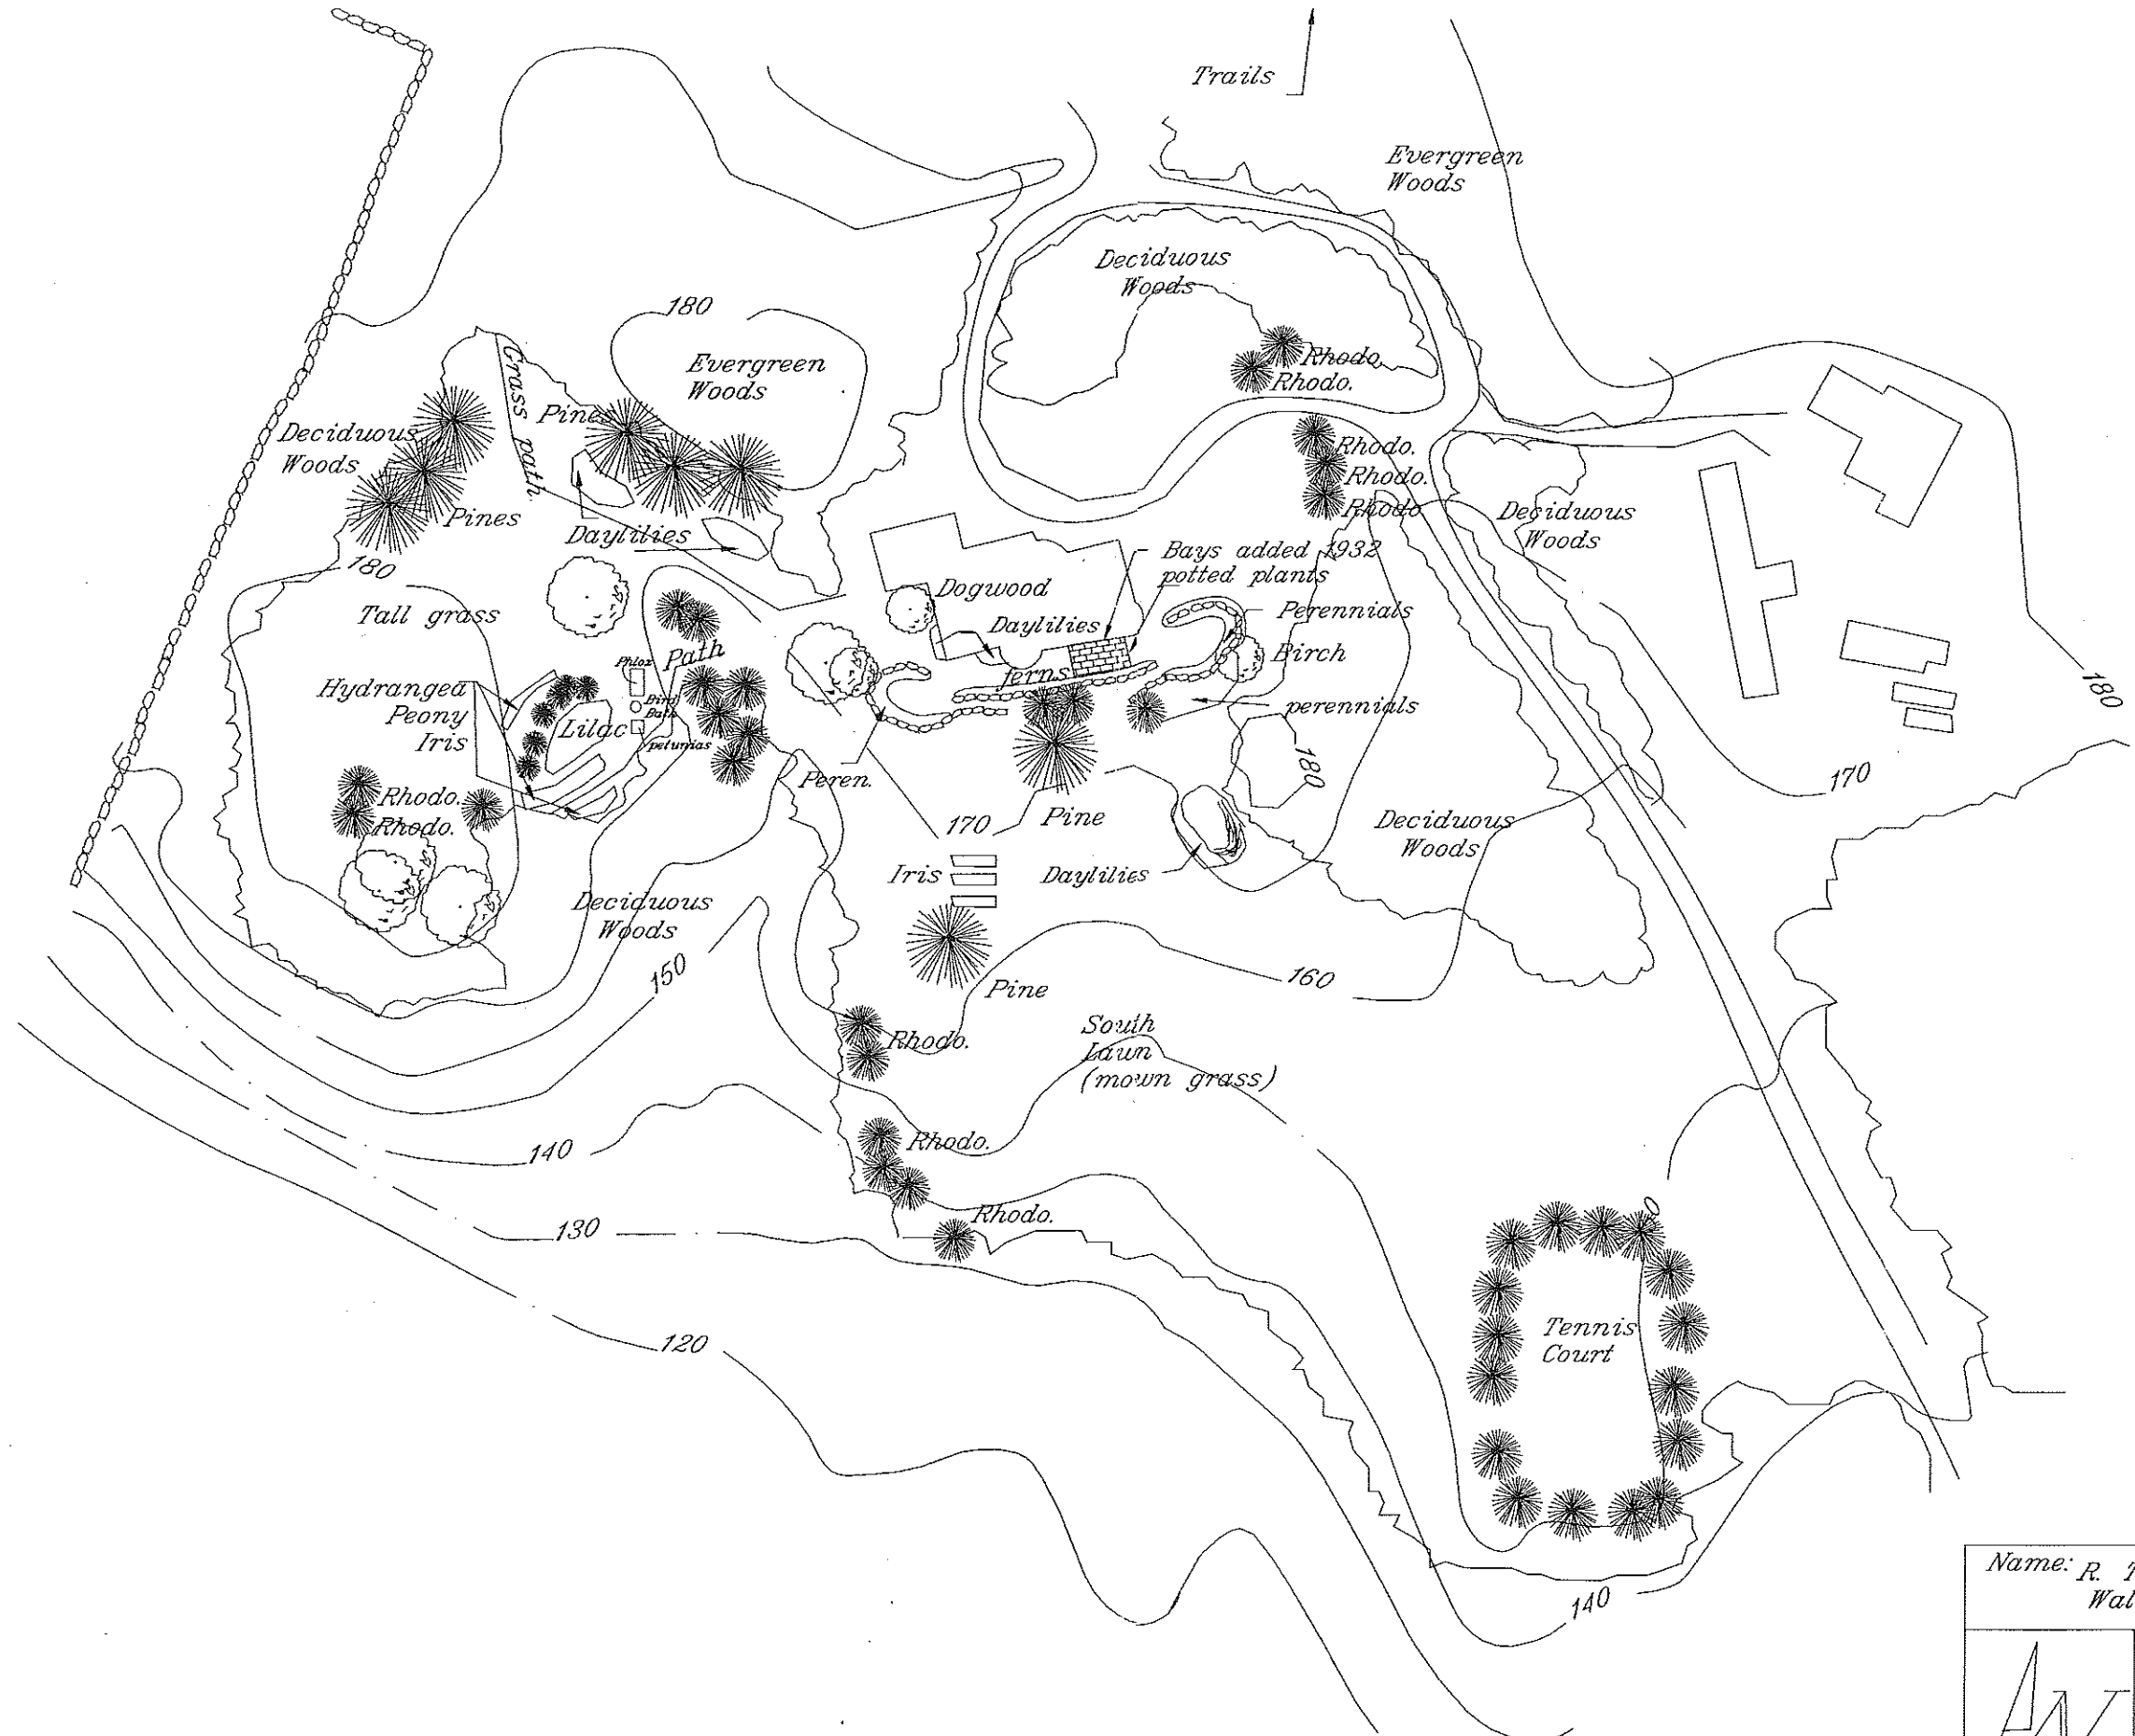 Trails
Evergreen
Woods
Deciduous
Woods
180
Evergreen
Woods
Rhodo.
Rhodo.
Grass path
Pines
Deciduous
Woods
Pines
Rhodo.
Rhodo.
Rhodo
Deciduous
Woods
Daylilies
Bays added 1932
potted plants
180
Tall grass
Dogwood
Perennials
Daylilies
Birch
Phlox
Path
ferns
Hydrangea
Peony
Iris
Bird
Bath
Lilac
petunias
perennials
180
180
Peren.
170
Rhodo.
Rhodo.
170
Pine
Deciduous
Woods
Iris
Daylilies
Deciduous
Woods
150
160
Pine
Rhodo.
South
Lawn
(mown grass)
140
Rhodo.
Rhodo.
130
120
Tennis
Court
140
Name: R. T
Wal
N